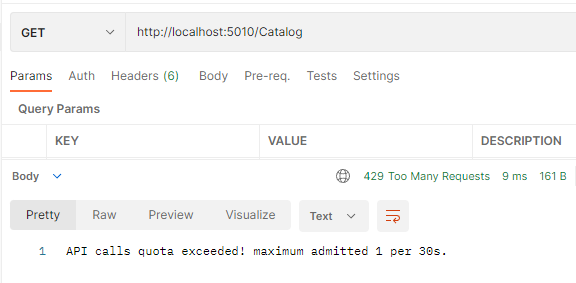 GET http://localhost:5010/Catalog
Params Auth Headers (6) Body Pre-req. Tests Settings
Query Params
KEY VALUE DESCRIPTION
Body 429 Too Many Requests 9 ms 161 B
Pretty Raw Preview Visualize Text
1 API calls quota exceeded! maximum admitted 1 per 30s.